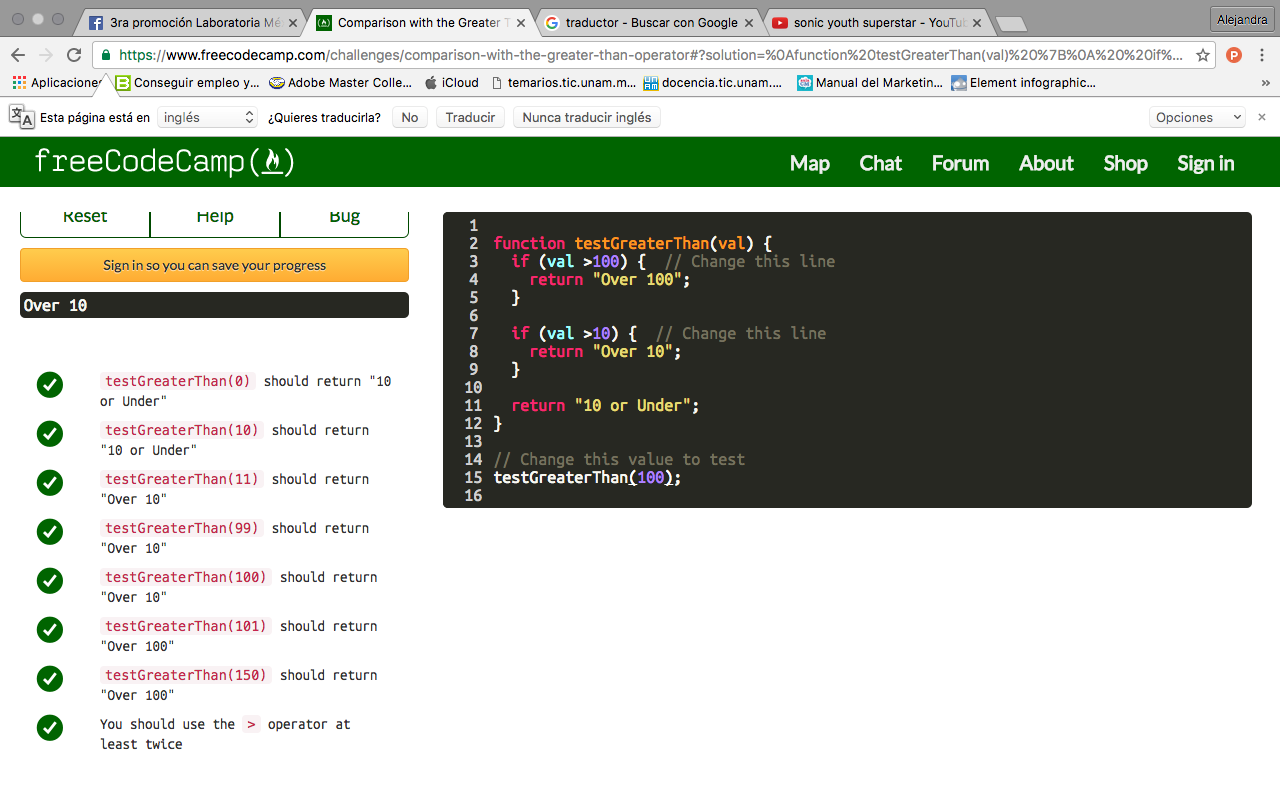 3ra promoción Laboratoria Mé
Comparison with the Greater T
traductor - Buscar con Google
sonic youth superstar - YouTub
Alejandra
https://www.freecodecamp.com/challenges/comparison-with-the-greater-than-operator#?solution=%0Afunction%20testGreaterThan(val)%20%7B%0A%20%20if%...
Aplicaciones
Conseguir empleo y...
Adobe Master Colle...
iCloud
temarios.tic.unam.m...
docencia.tic.unam....
Manual del Marketin...
Element infographic...
»
Esta página está en
inglés
¿Quieres traducirla?
No
Traducir
Nunca traducir inglés
Opciones
freeCodeCamp(
)
Map
Chat
Forum
About
Shop
Sign in
Reset
Help
Bug
Sign in so you can save your progress
Over 10
testGreaterThan(0) should return "10
or Under"
testGreaterThan(10) should return
"10 or Under"
testGreaterThan(11) should return
"Over 10"
testGreaterThan(99) should return
"Over 10"
testGreaterThan(100) should return
"Over 10"
testGreaterThan(101) should return
"Over 100"
testGreaterThan(150) should return
"Over 100"
You should use the > operator at
least twice
1
2 function testGreaterThan(val) {
3   if (val >100) {  // Change this line
4     return "Over 100";
5   }
6
7   if (val >10) {  // Change this line
8     return "Over 10";
9   }
10
11   return "10 or Under";
12 }
13
14 // Change this value to test
15 testGreaterThan(100);
16